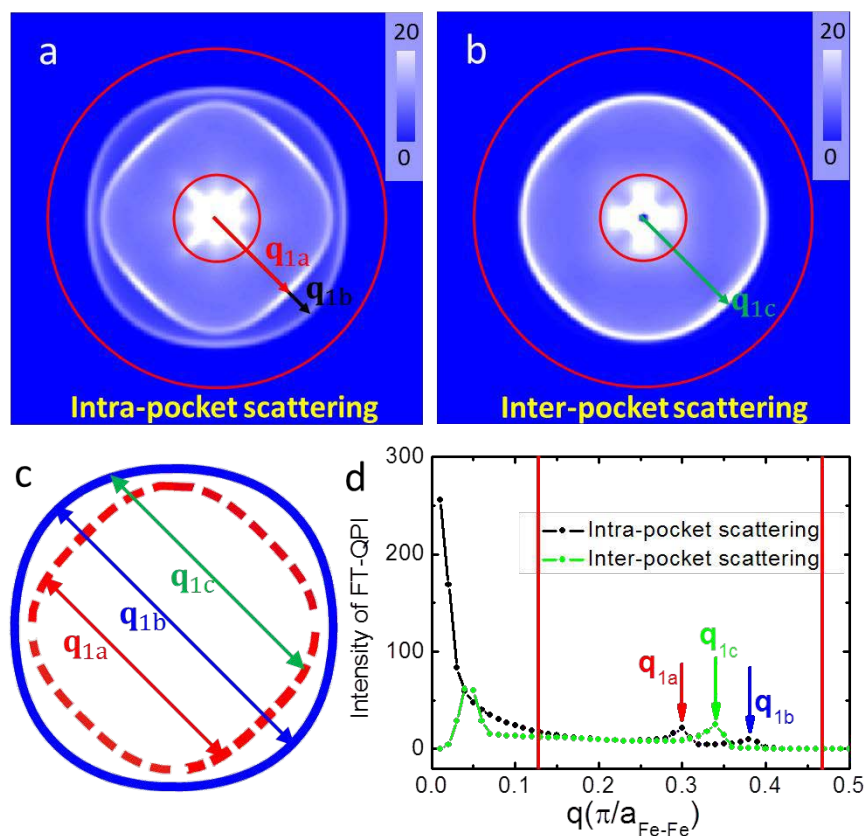 a
20
0
q1a
q1b
Intra-pocket scattering
b
20
0
q1c
Inter-pocket scattering
c
q1c
q1b
q1a
d
300
200
100
0
Intensity of FT-QPI
Intra-pocket scattering
Inter-pocket scattering
q1c
q1a
q1b
0.0 0.1 0.2 0.3 0.4 0.5
q(π/aFe-Fe)